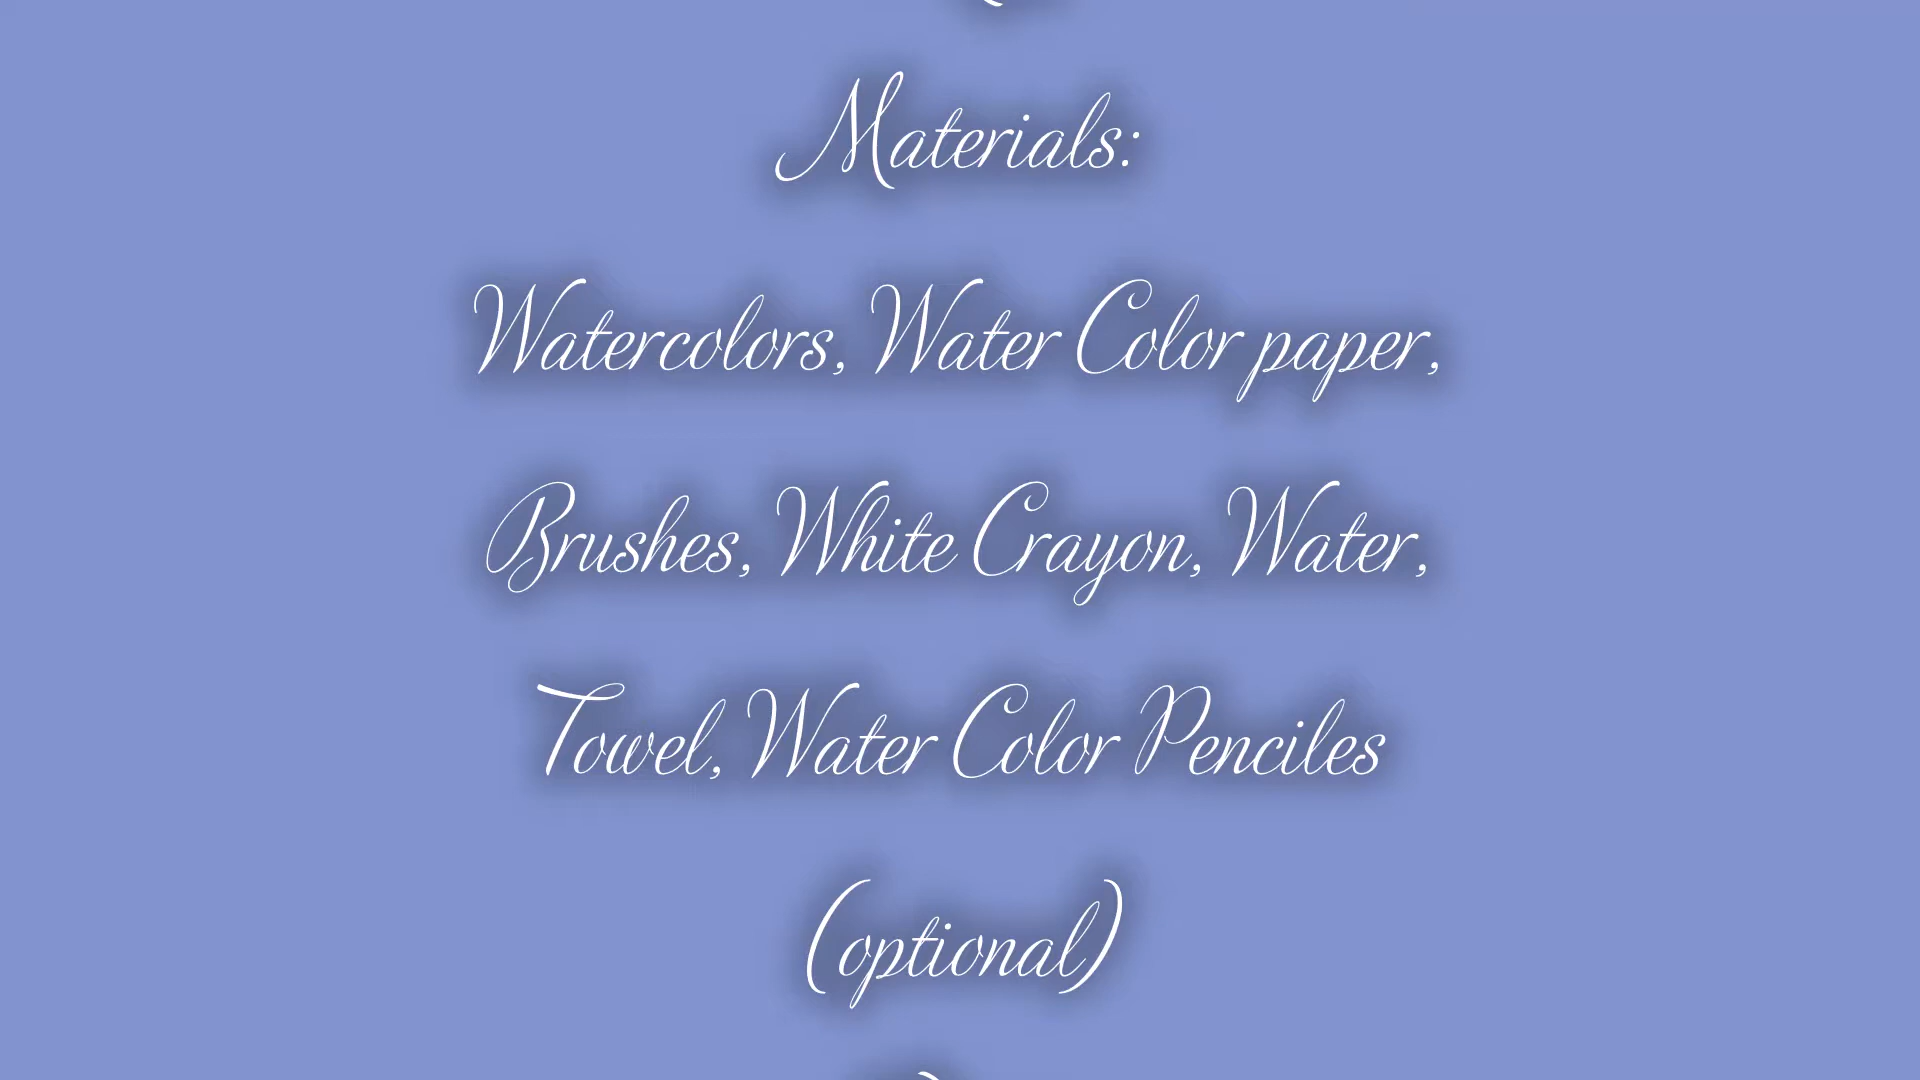 Materials:
Watercolors, Water Color paper,
Brushes, White Crayon, Water,
Towel, Water Color Penciles
(optional)